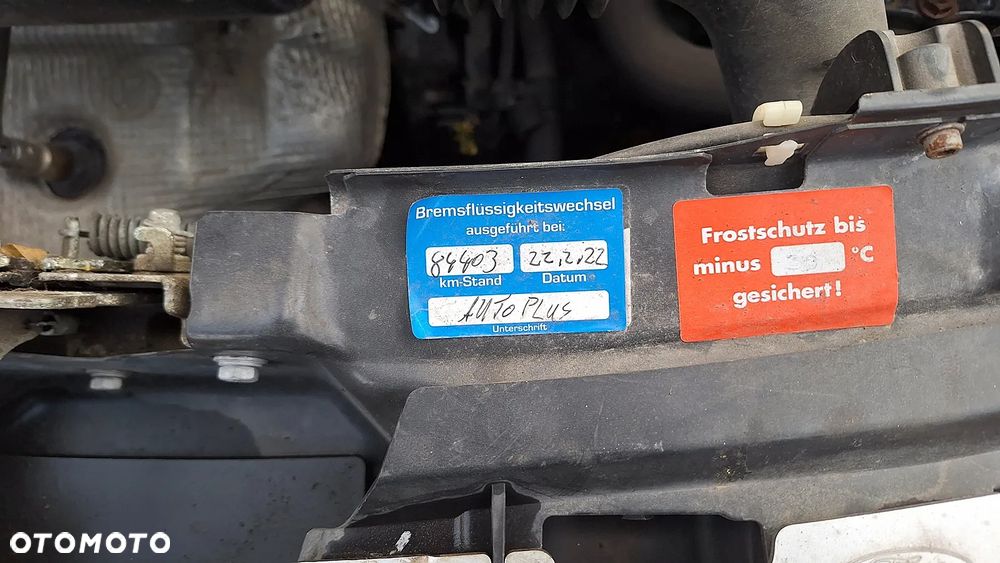 Bremsflüssigkeitswechsel
ausgeführt bei:
84403 22.2.22
km-Stand Datum
AUTO PLUS
Unterschrift
Frostschutz bis
minus °C
gesichert!
OTOMOTO